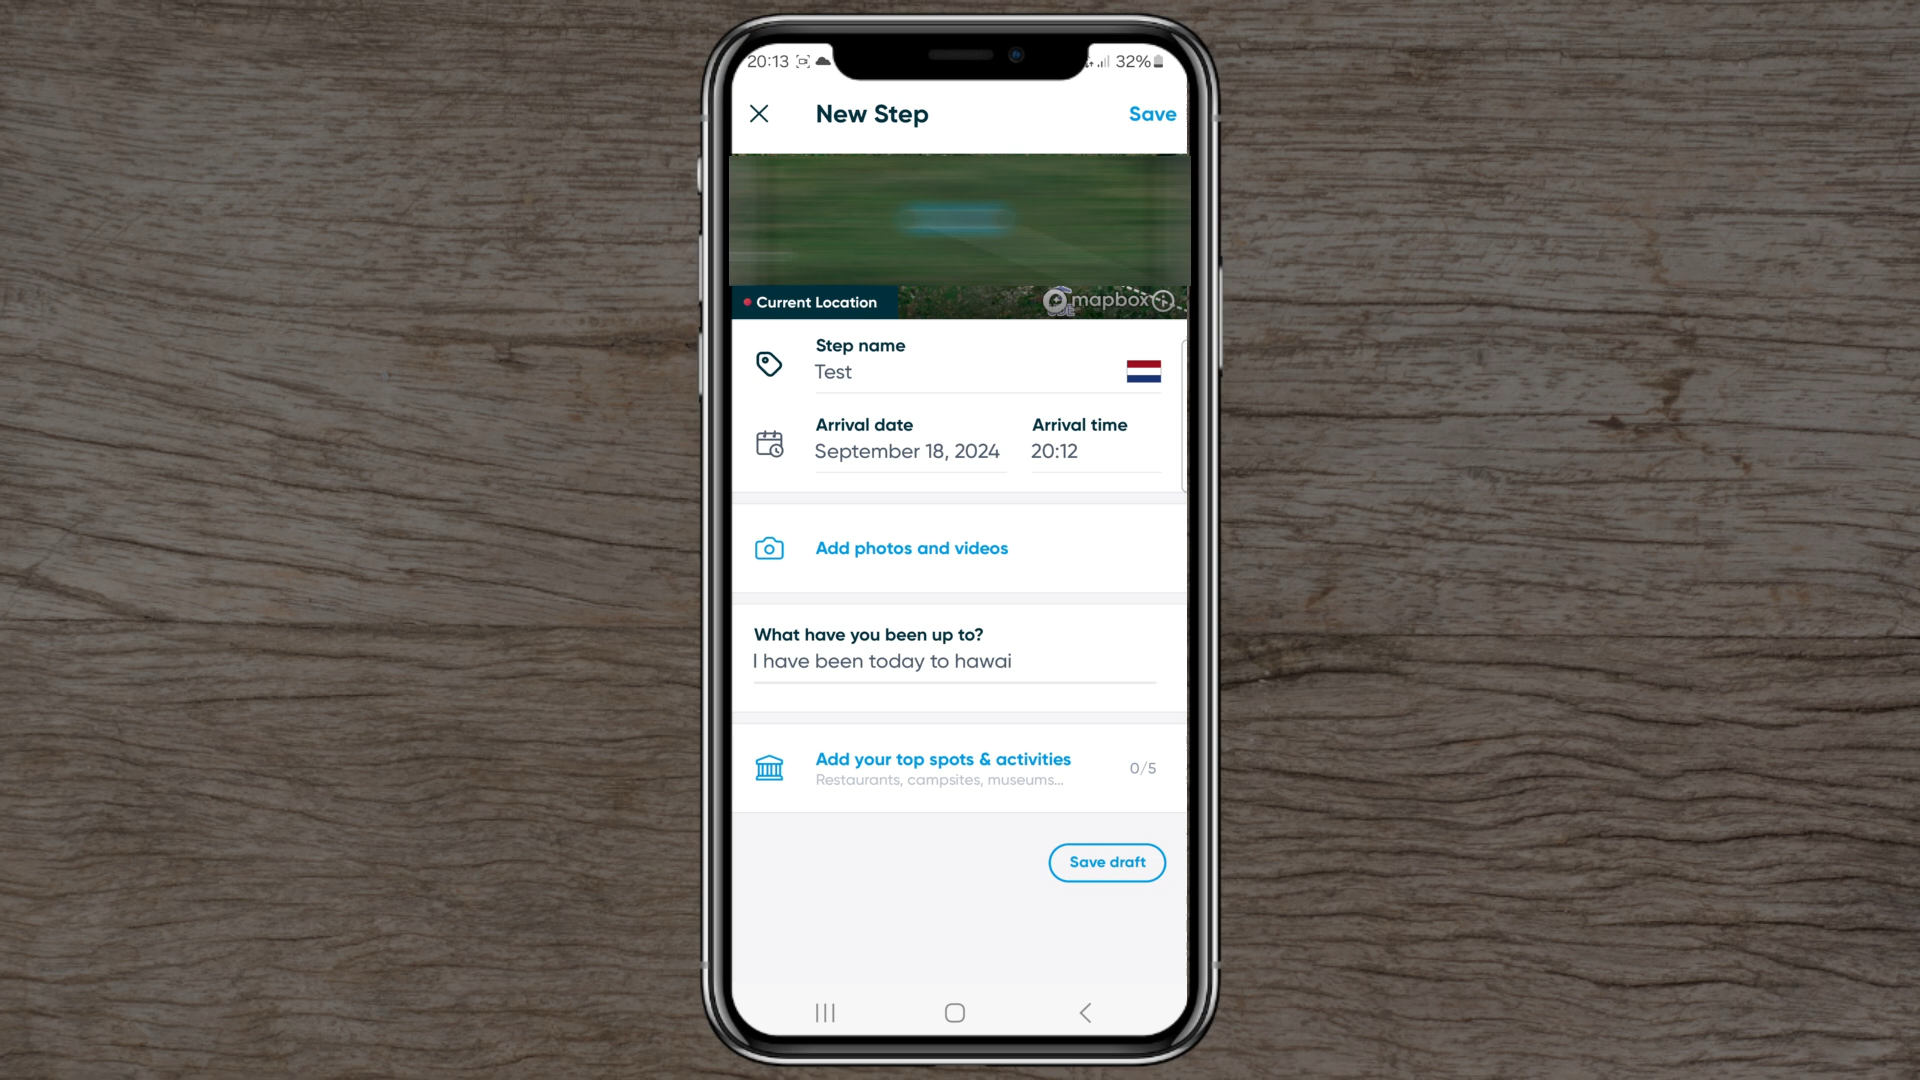 20:13 32%
New Step Save
Current Location mapbox
Step name
Test
Arrival date Arrival time
September 18, 2024 20:12
Add photos and videos
What have you been up to?
I have been today to hawai
Add your top spots & activities
Restaurants, campsites, museums... 0/5
Save draft